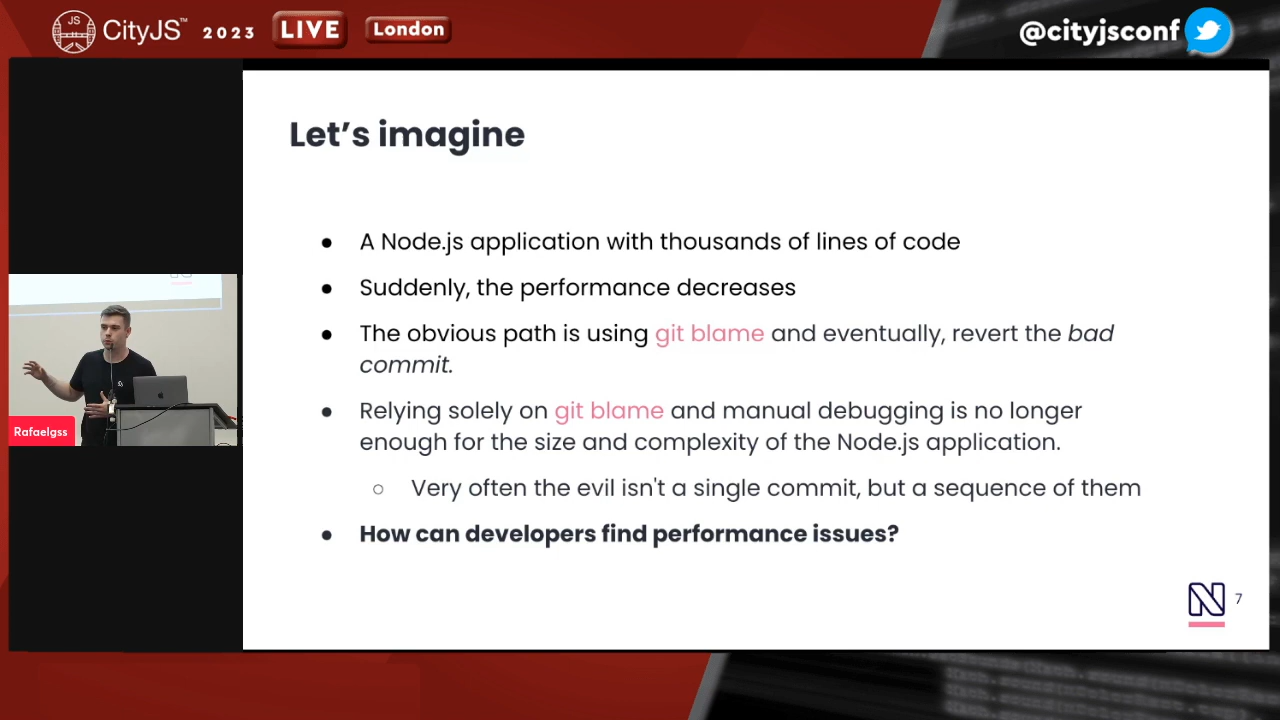 JS
CityJS™ 2023 LIVE London
@cityjsconf
Let's imagine
● A Node.js application with thousands of lines of code
● Suddenly, the performance decreases
● The obvious path is using git blame and eventually, revert the bad
commit.
● Relying solely on git blame and manual debugging is no longer
enough for the size and complexity of the Node.js application.
○ Very often the evil isn't a single commit, but a sequence of them
● How can developers find performance issues?
Rafaelgss
N 7